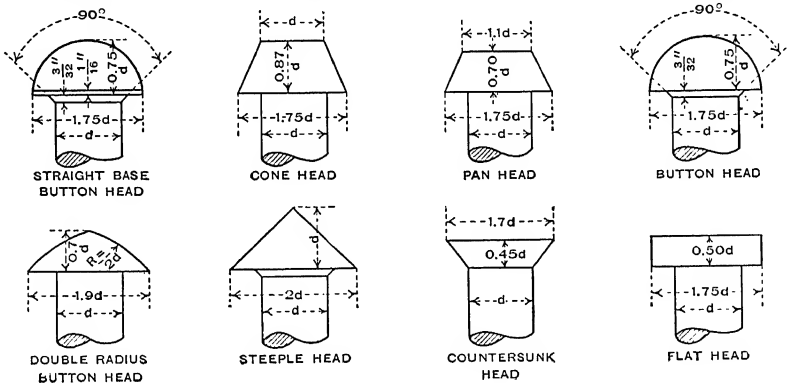 90°
3"
32
1"
16
0.75
d
1.75d
d
STRAIGHT BASE
BUTTON HEAD
d
0.87
d
1.75d
d
CONE HEAD
1.1d
0.70
d
1.75d
d
PAN HEAD
90°
3"
32
0.75
d
1.75d
d
BUTTON HEAD
0.7
d
1.9d
d
DOUBLE RADIUS
BUTTON HEAD
d
2d
d
STEEPLE HEAD
1.7d
0.45d
d
COUNTERSUNK
HEAD
0.50d
1.75d
d
FLAT HEAD